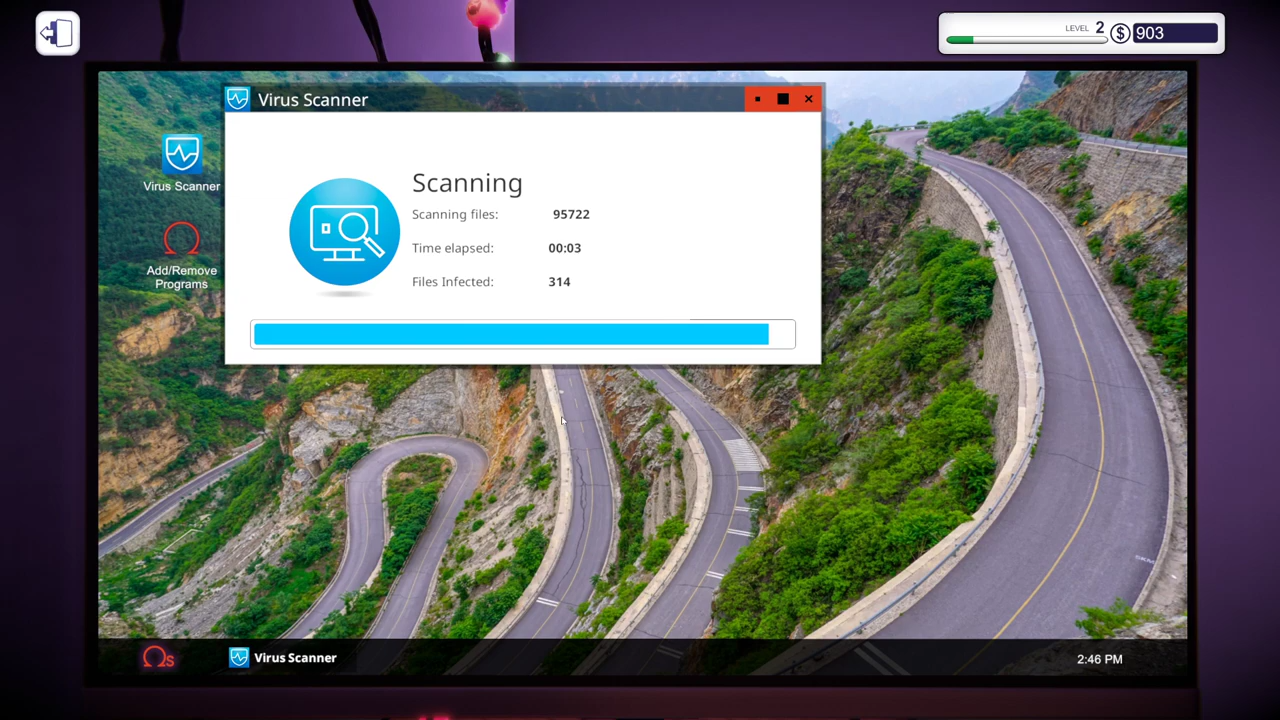 LEVEL 2 $ 903
Virus Scanner
Virus Scanner
Add/Remove
Programs
Scanning
Scanning files: 95722
Time elapsed: 00:03
Files Infected: 314
Ωs
Virus Scanner
2:46 PM